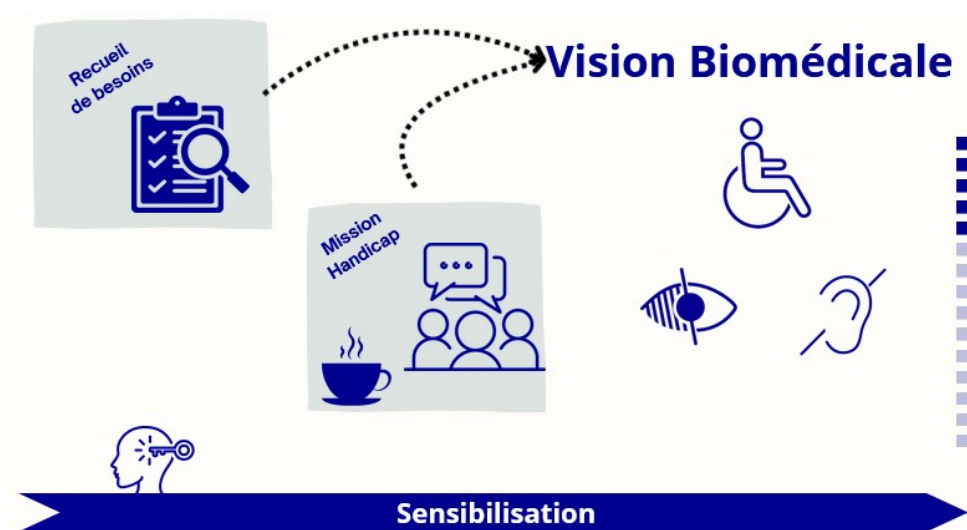 Recueil
de besoins
Vision Biomédicale
Mission
Handicap
Sensibilisation